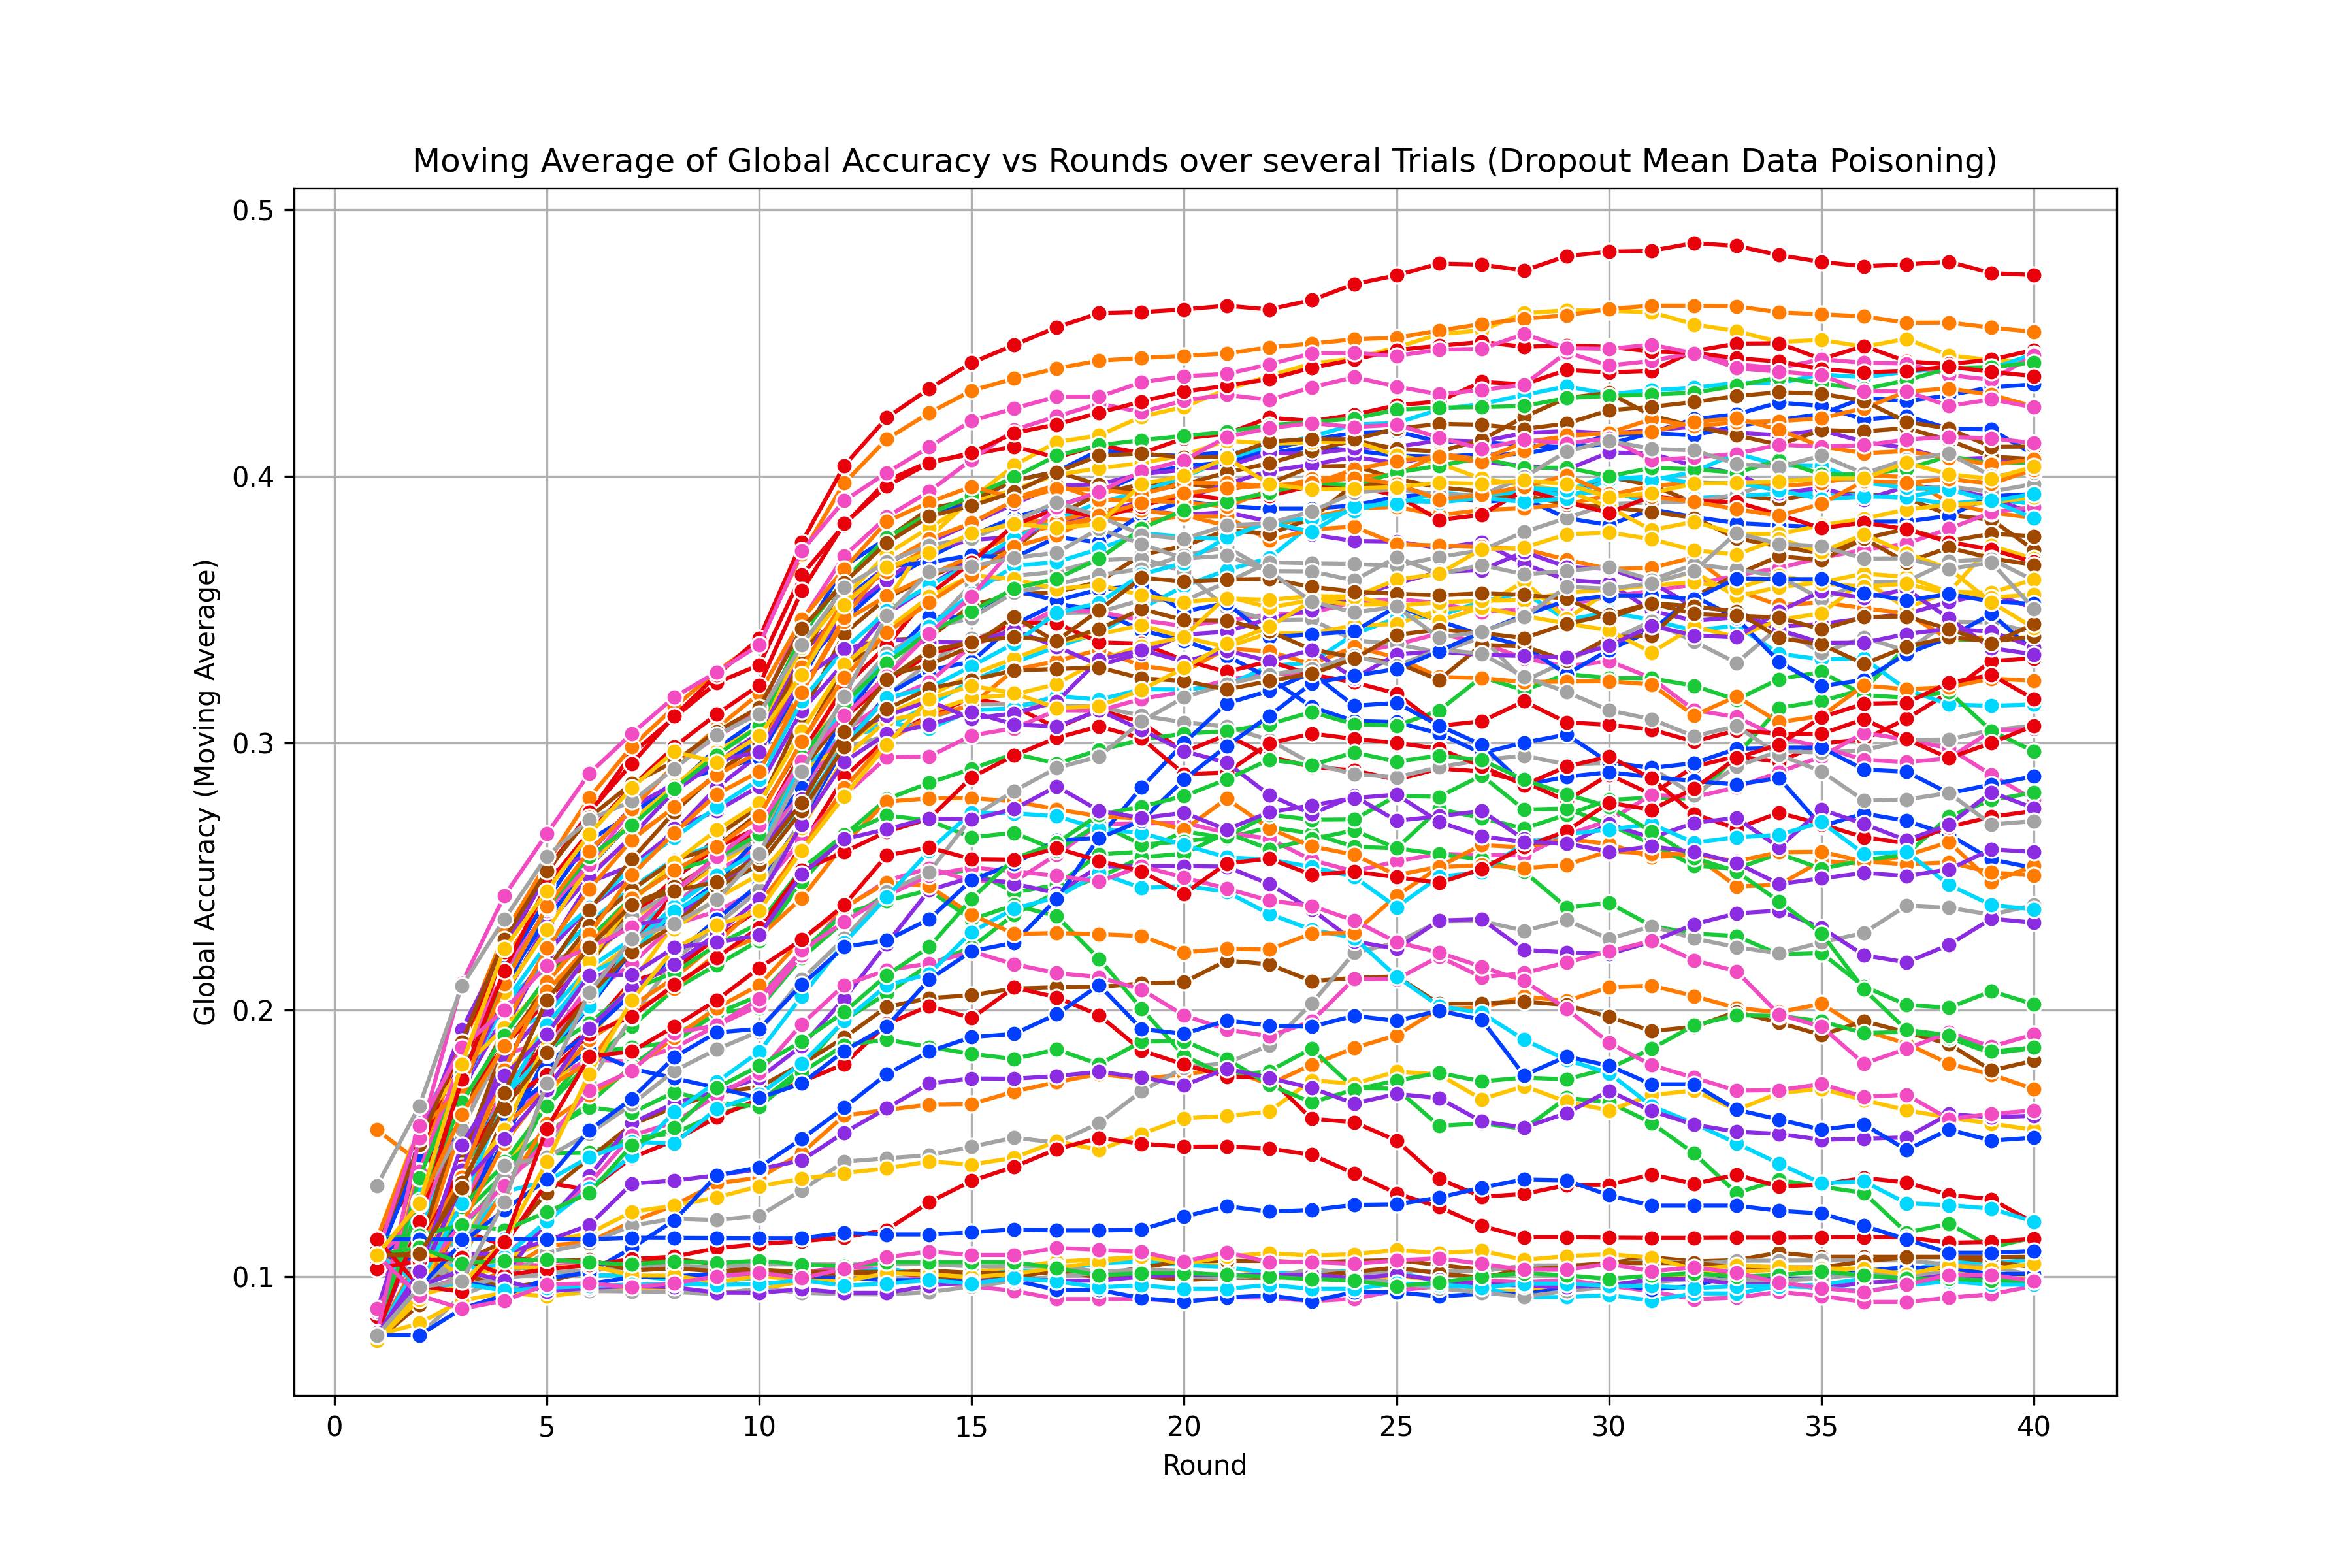 Moving Average of Global Accuracy vs Rounds over several Trials (Dropout Mean Data Poisoning)
Global Accuracy (Moving Average)
0.5
0.4
0.3
0.2
0.1
0 5 10 15 20 25 30 35 40
Round